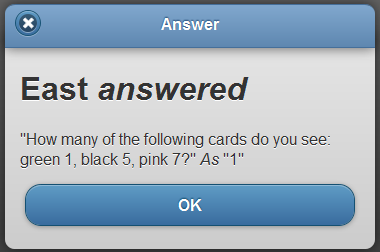 Answer
East answered
"How many of the following cards do you see:
green 1, black 5, pink 7?" As "1"
OK